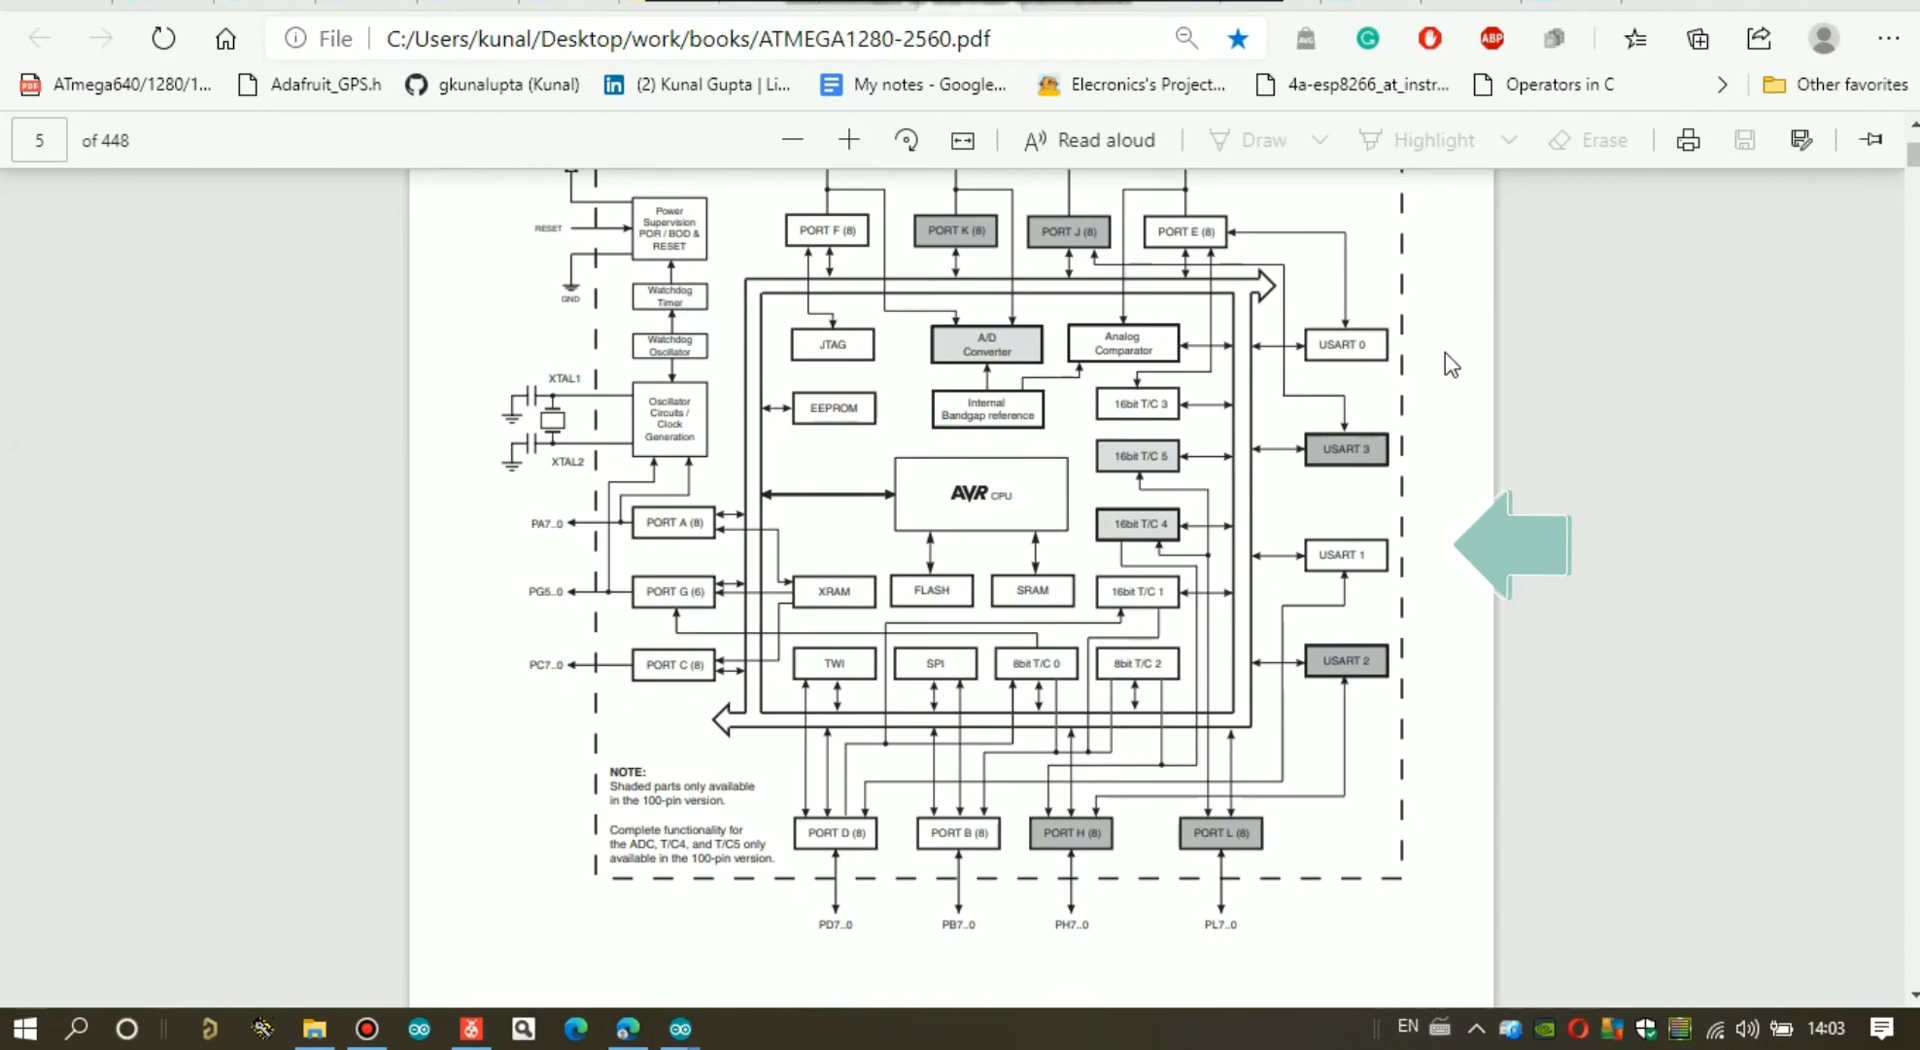 File C:/Users/kunal/Desktop/work/books/ATMEGA1280-2560.pdf
ATmega640/1280/1... Adafruit_GPS.h gkunalupta (Kunal) (2) Kunal Gupta | Li... My notes - Google... Elecronics's Project... 4a-esp8266_at_instr... Operators in C Other favorites
5 of 448 Read aloud Draw Highlight Erase
Power
Supervision
POR / BOD &
RESET
RESET
GND
Watchdog
Timer
Watchdog
Oscillator
XTAL1
Oscillator
Circuits /
Clock
Generation
XTAL2
PORT F (8)
PORT K (8)
PORT J (8)
PORT E (8)
JTAG
A/D
Converter
Analog
Comparator
USART 0
EEPROM
Internal
Bandgap reference
16bit T/C 3
USART 3
16bit T/C 5
AVR CPU
16bit T/C 4
PA7..0
PORT A (8)
USART 1
PG5..0
PORT G (6)
XRAM
FLASH
SRAM
16bit T/C 1
PC7..0
PORT C (8)
TWI
SPI
8bit T/C 0
8bit T/C 2
USART 2
NOTE:
Shaded parts only available
in the 100-pin version.
Complete functionality for
the ADC, T/C4, and T/C5 only
available in the 100-pin version.
PORT D (8)
PORT B (8)
PORT H (8)
PORT L (8)
PD7..0
PB7..0
PH7..0
PL7..0
EN
14:03